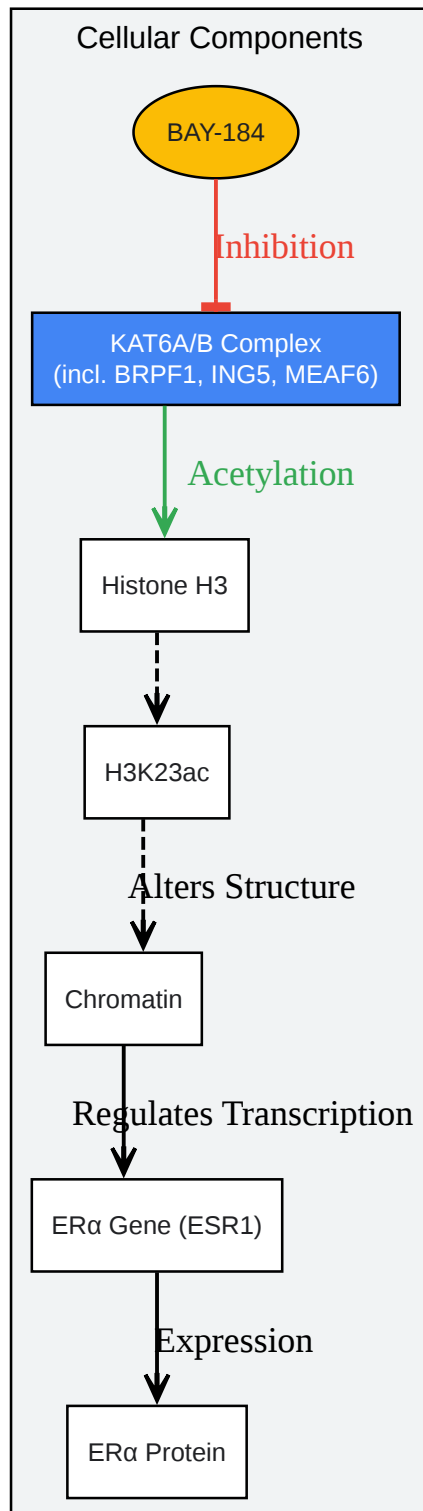 Cellular Components
BAY-184
Inhibition
KAT6A/B Complex
(incl. BRPF1, ING5, MEAF6)
Acetylation
Histone H3
H3K23ac
Alters Structure
Chromatin
Regulates Transcription
ERα Gene (ESR1)
Expression
ERα Protein